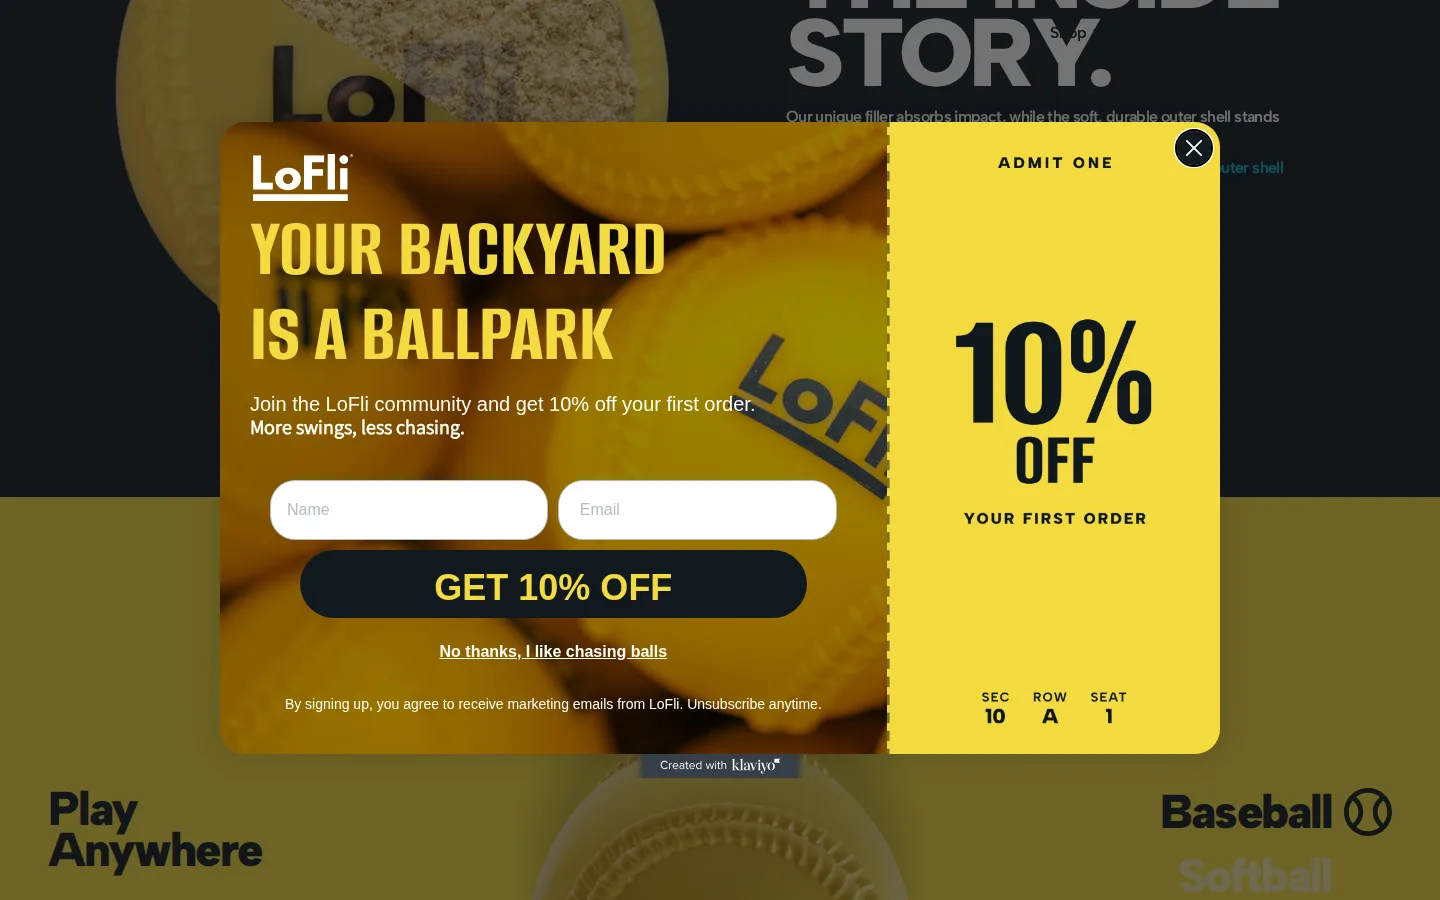 THE INSIDE
STORY.
Our unique filler absorbs impact, while the soft, durable outer shell stands
outer shell
LoFli
ADMIT ONE
YOUR BACKYARD
IS A BALLPARK
Join the LoFli community and get 10% off your first order.
More swings, less chasing.
Name
Email
GET 10% OFF
No thanks, I like chasing balls
By signing up, you agree to receive marketing emails from LoFli. Unsubscribe anytime.
10%
OFF
YOUR FIRST ORDER
SEC ROW SEAT
10 A 1
Created with klaviyo
Play
Anywhere
Baseball
Softball